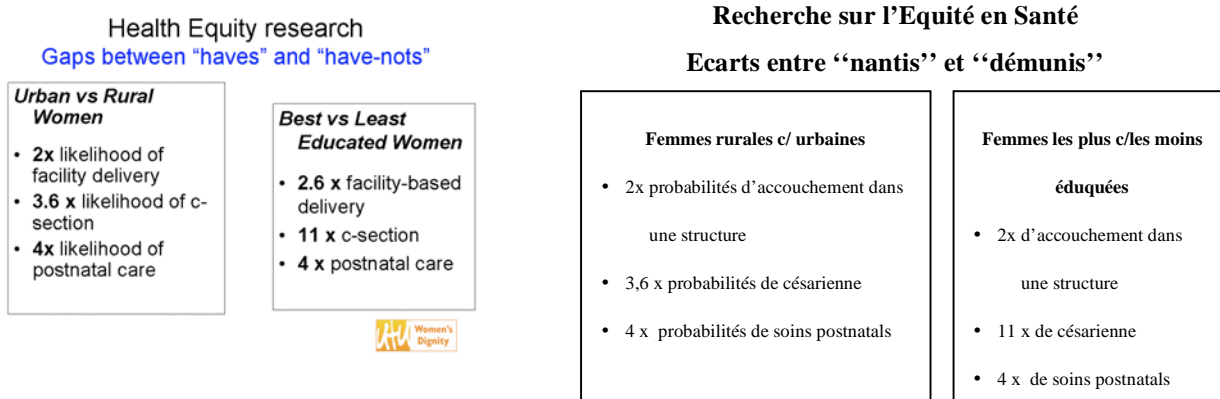 Health Equity research
Gaps between “haves” and “have-nots”
Urban vs Rural
Women
• 2x likelihood of
facility delivery
• 3.6 x likelihood of c-
section
• 4x likelihood of
postnatal care
Best vs Least
Educated Women
• 2.6 x facility-based
delivery
• 11 x c-section
• 4 x postnatal care
Women's
Dignity
Recherche sur l’Equité en Santé
Ecarts entre ‘‘nantis’’ et ‘‘démunis’’
Femmes rurales c/ urbaines
• 2x probabilités d’accouchement dans
une structure
• 3,6 x probabilités de césarienne
• 4 x probabilités de soins postnatals
Femmes les plus c/les moins
éduquées
• 2x d’accouchement dans
une structure
• 11 x de césarienne
• 4 x de soins postnatals